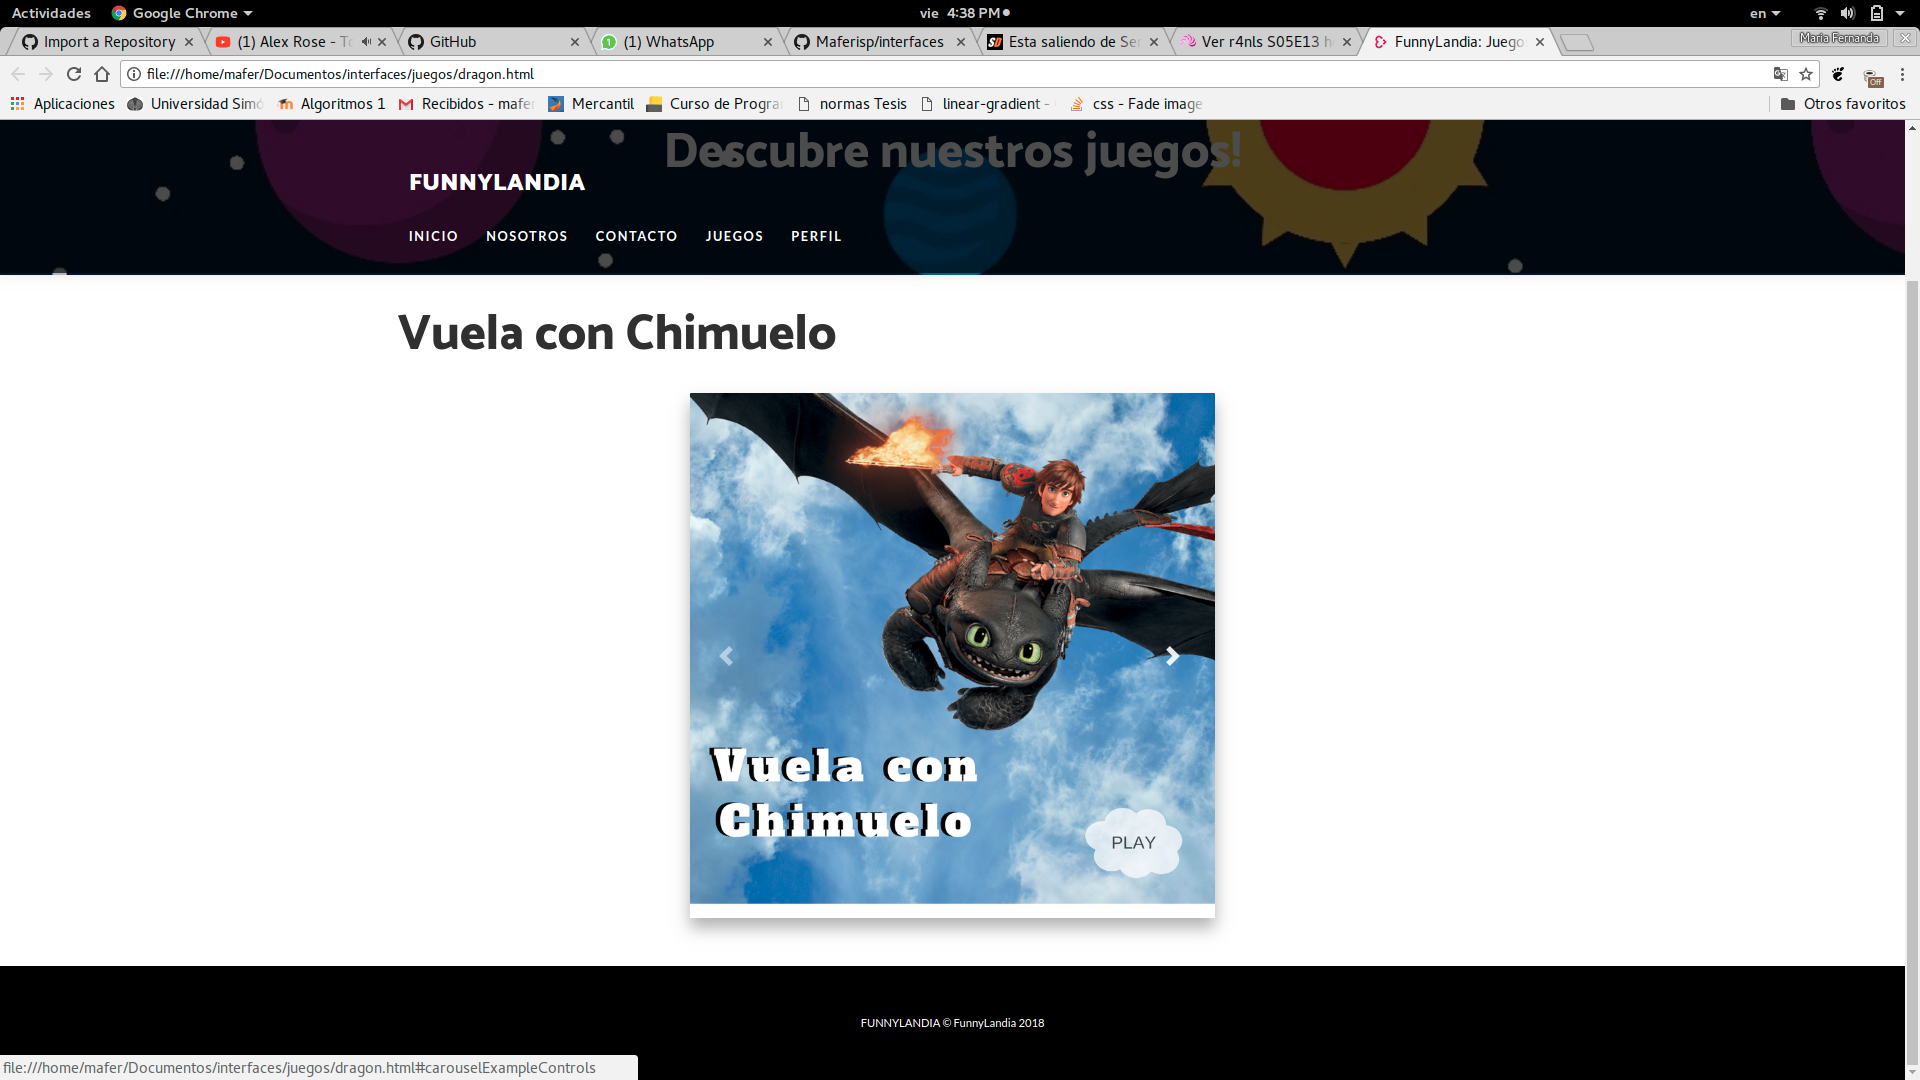 Actividades Google Chrome vie 4:38 PM en
Import a Repository (1) Alex Rose - To GitHub (1) WhatsApp Maferisp/interfaces Esta saliendo de Ser Ver r4nls S05E13 h FunnyLandia: Juego Maria Fernanda
file:///home/mafer/Documentos/interfaces/juegos/dragon.html Off
Aplicaciones Universidad Simó Algoritmos 1 Recibidos - mafer Mercantil Curso de Progra normas Tesis linear-gradient - css - Fade image Otros favoritos
Descubre nuestros juegos!
FUNNYLANDIA
INICIO NOSOTROS CONTACTO JUEGOS PERFIL
Vuela con Chimuelo
Vuela con
Chimuelo
PLAY
FUNNYLANDIA © FunnyLandia 2018
file:///home/mafer/Documentos/interfaces/juegos/dragon.html#carouselExampleControls